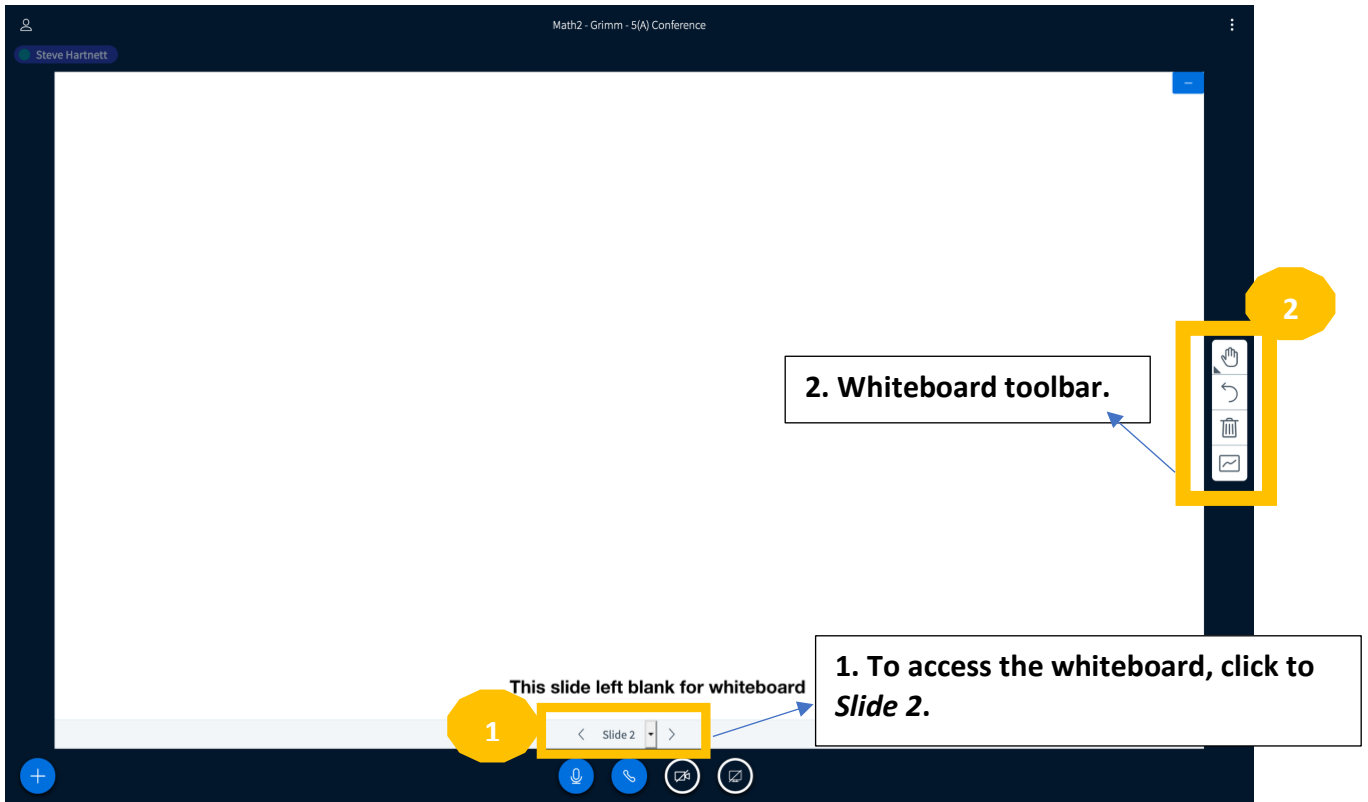 Math2 - Grimm - 5(A) Conference
Steve Hartnett
2
2. Whiteboard toolbar.
1. To access the whiteboard, click to
Slide 2.
This slide left blank for whiteboard
1
Slide 2